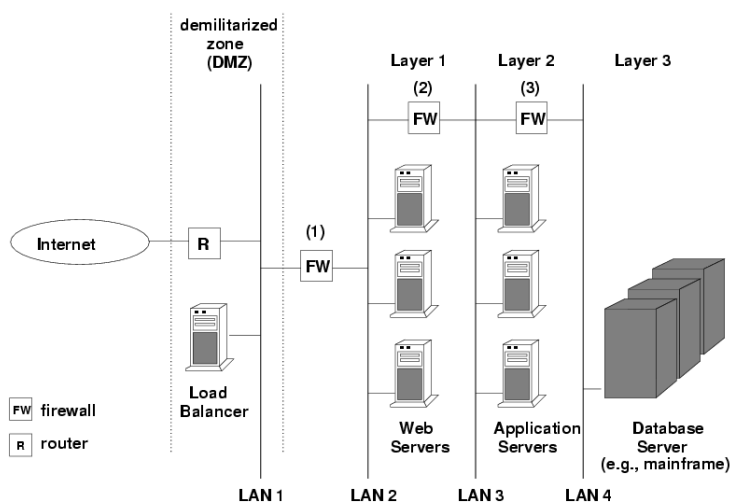 demilitarized
zone
(DMZ)
Layer 1
Layer 2
Layer 3
(2)
(3)
FW
FW
Internet
R
(1)
FW
Load
Balancer
FW firewall
R router
Web
Servers
Application
Servers
Database
Server
(e.g., mainframe)
LAN 1
LAN 2
LAN 3
LAN 4